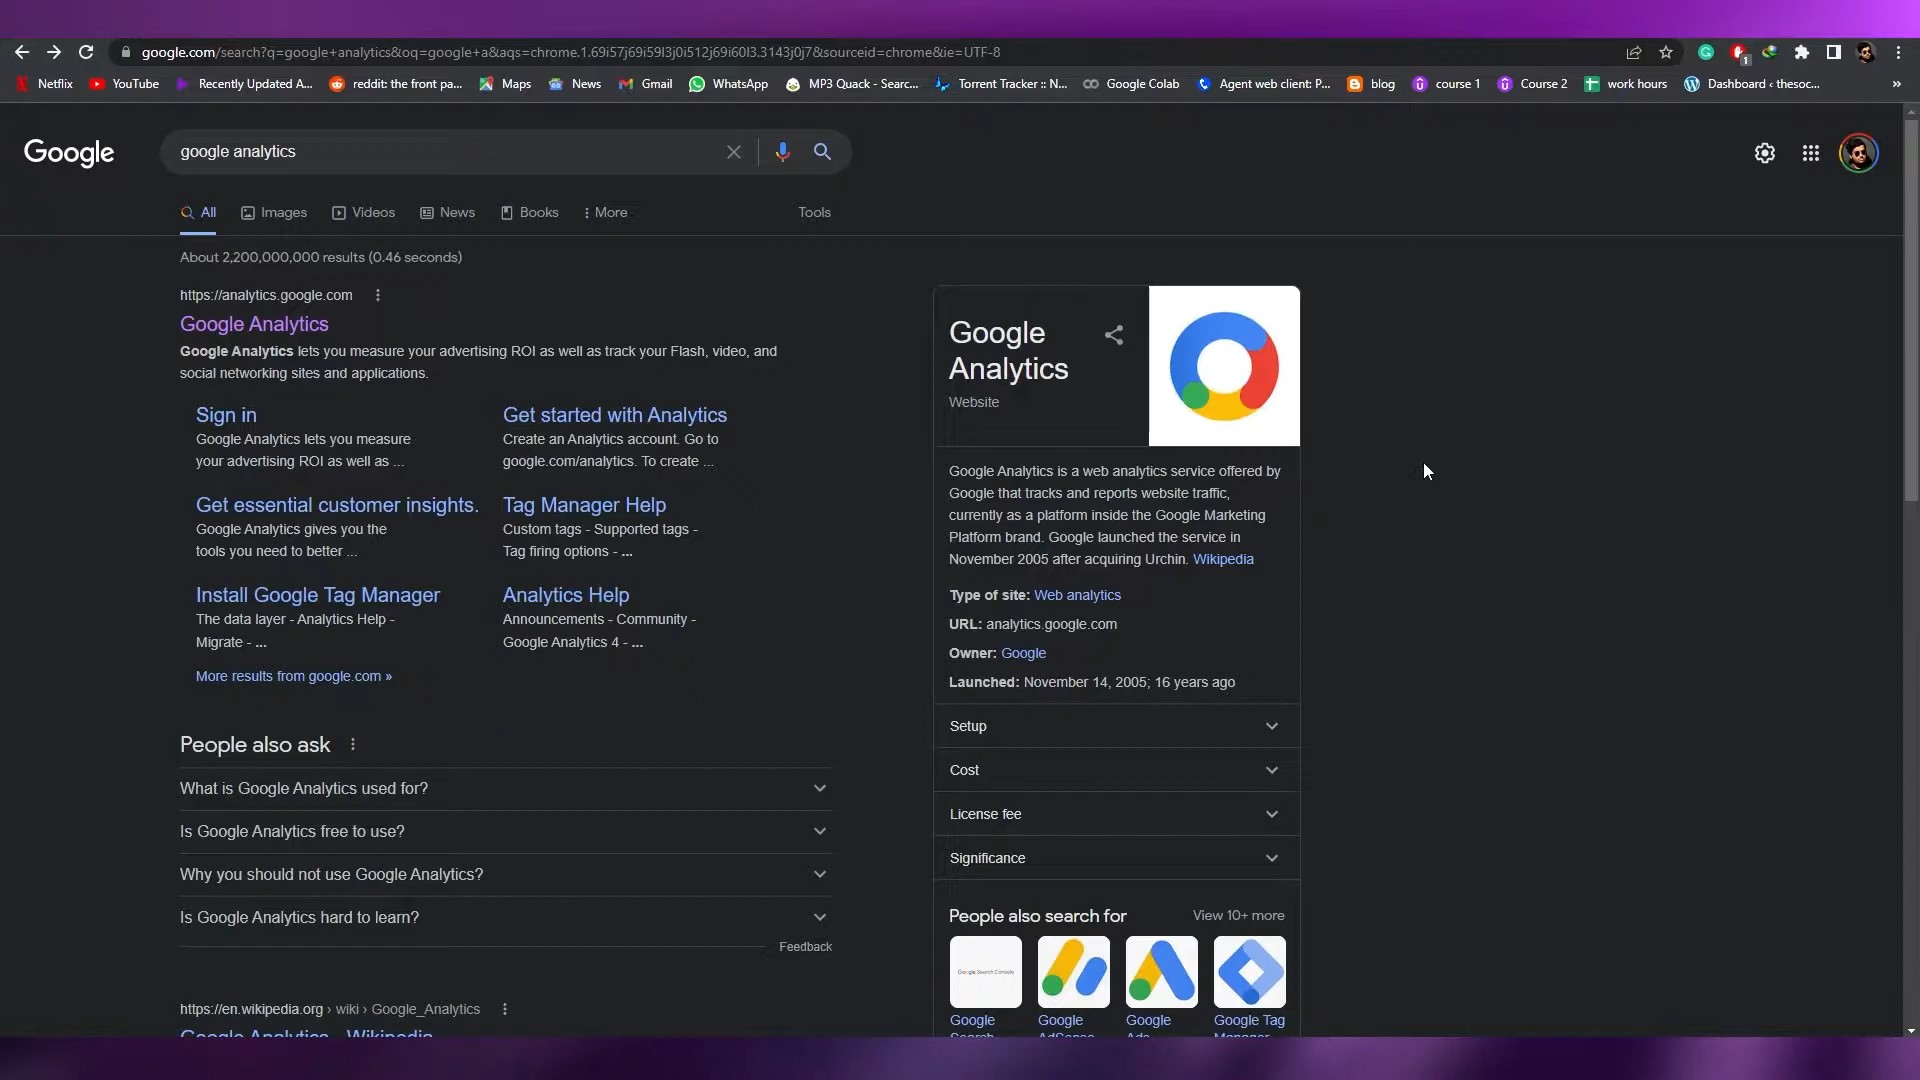 google.com/search?q=google+analytics&oq=google+a&aqs=chrome.1.69i57j69i59l3j0i512j69i60l3.3143j0j7&sourceid=chrome&ie=UTF-8
1
Netflix YouTube Recently Updated A... reddit: the front pa... Maps News Gmail WhatsApp MP3 Quack - Searc... Torrent Tracker :: N... Google Colab Agent web client: P... blog course 1 Course 2 work hours Dashboard ‹ thesoc... »
Google
google analytics
All Images Videos News Books More Tools
About 2,200,000,000 results (0.46 seconds)
https://analytics.google.com
Google Analytics
Google Analytics lets you measure your advertising ROI as well as track your Flash, video, and
social networking sites and applications.
Sign in
Google Analytics lets you measure
your advertising ROI as well as ...
Get started with Analytics
Create an Analytics account. Go to
google.com/analytics. To create ...
Get essential customer insights.
Google Analytics gives you the
tools you need to better ...
Tag Manager Help
Custom tags - Supported tags -
Tag firing options - ...
Install Google Tag Manager
The data layer - Analytics Help -
Migrate - ...
Analytics Help
Announcements - Community -
Google Analytics 4 - ...
More results from google.com »
People also ask
What is Google Analytics used for?
Is Google Analytics free to use?
Why you should not use Google Analytics?
Is Google Analytics hard to learn?
Feedback
https://en.wikipedia.org › wiki › Google_Analytics
Google Analytics - Wikipedia
Google
Analytics
Website
Google Analytics is a web analytics service offered by
Google that tracks and reports website traffic,
currently as a platform inside the Google Marketing
Platform brand. Google launched the service in
November 2005 after acquiring Urchin. Wikipedia
Type of site: Web analytics
URL: analytics.google.com
Owner: Google
Launched: November 14, 2005; 16 years ago
Setup
Cost
License fee
Significance
People also search for View 10+ more
Google Search Console
Google
Search
Google
AdSense
Google
Ads
Google Tag
Manager